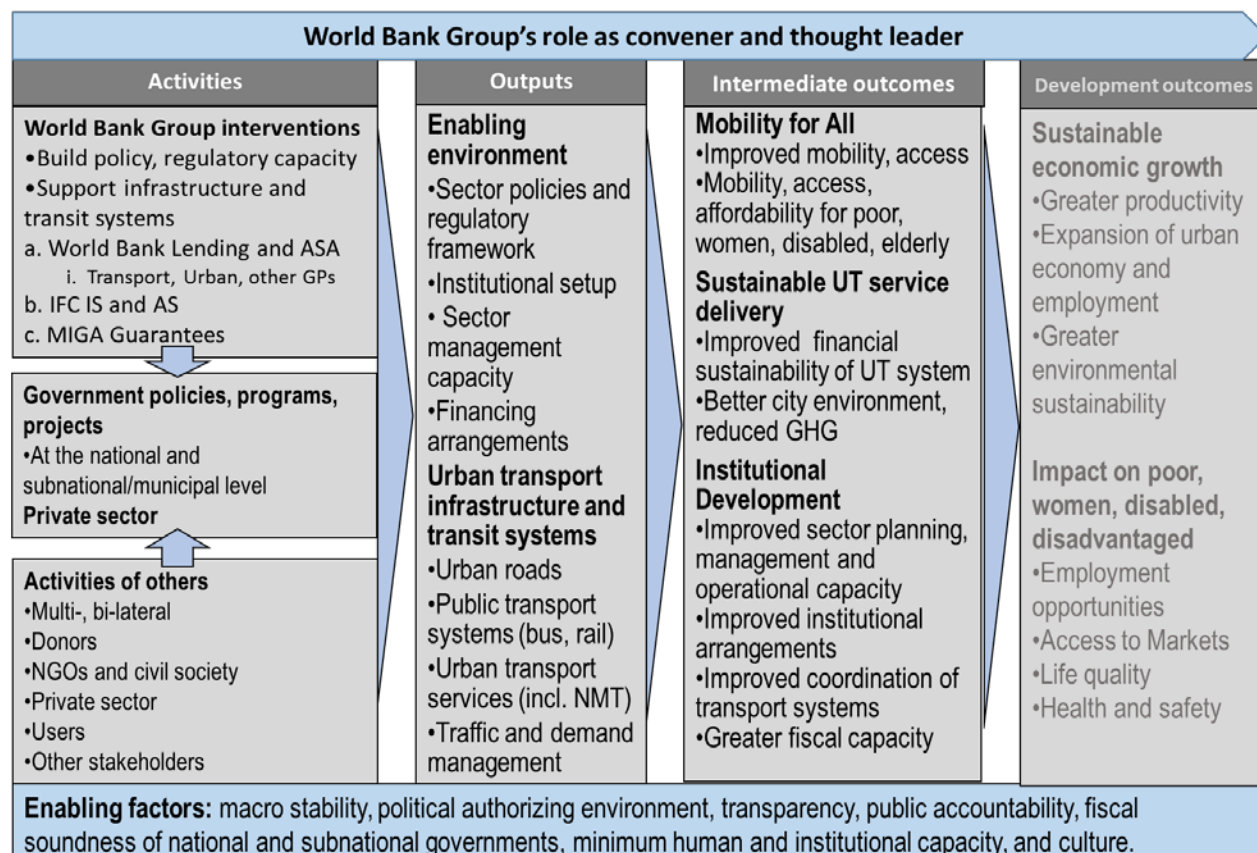 World Bank Group's role as convener and thought leader
Activities
World Bank Group interventions
•Build policy, regulatory capacity
•Support infrastructure and
transit systems
a. World Bank Lending and ASA
i. Transport, Urban, other GPs
b. IFC IS and AS
c. MIGA Guarantees
Government policies, programs,
projects
•At the national and
subnational/municipal level
Private sector
Activities of others
•Multi-, bi-lateral
•Donors
•NGOs and civil society
•Private sector
•Users
•Other stakeholders
Outputs
Enabling
environment
•Sector policies and
regulatory
framework
•Institutional setup
• Sector
management
capacity
•Financing
arrangements
Urban transport
infrastructure and
transit systems
•Urban roads
•Public transport
systems (bus, rail)
•Urban transport
services (incl. NMT)
•Traffic and demand
management
Intermediate outcomes
Mobility for All
•Improved mobility, access
•Mobility, access,
affordability for poor,
women, disabled, elderly
Sustainable UT service
delivery
•Improved financial
sustainability of UT system
•Better city environment,
reduced GHG
Institutional
Development
•Improved sector planning,
management and
operational capacity
•Improved institutional
arrangements
•Improved coordination of
transport systems
•Greater fiscal capacity
Development outcomes
Sustainable
economic growth
•Greater productivity
•Expansion of urban
economy and
employment
•Greater
environmental
sustainability
Impact on poor,
women, disabled,
disadvantaged
•Employment
opportunities
•Access to Markets
•Life quality
•Health and safety
Enabling factors: macro stability, political authorizing environment, transparency, public accountability, fiscal
soundness of national and subnational governments, minimum human and institutional capacity, and culture.